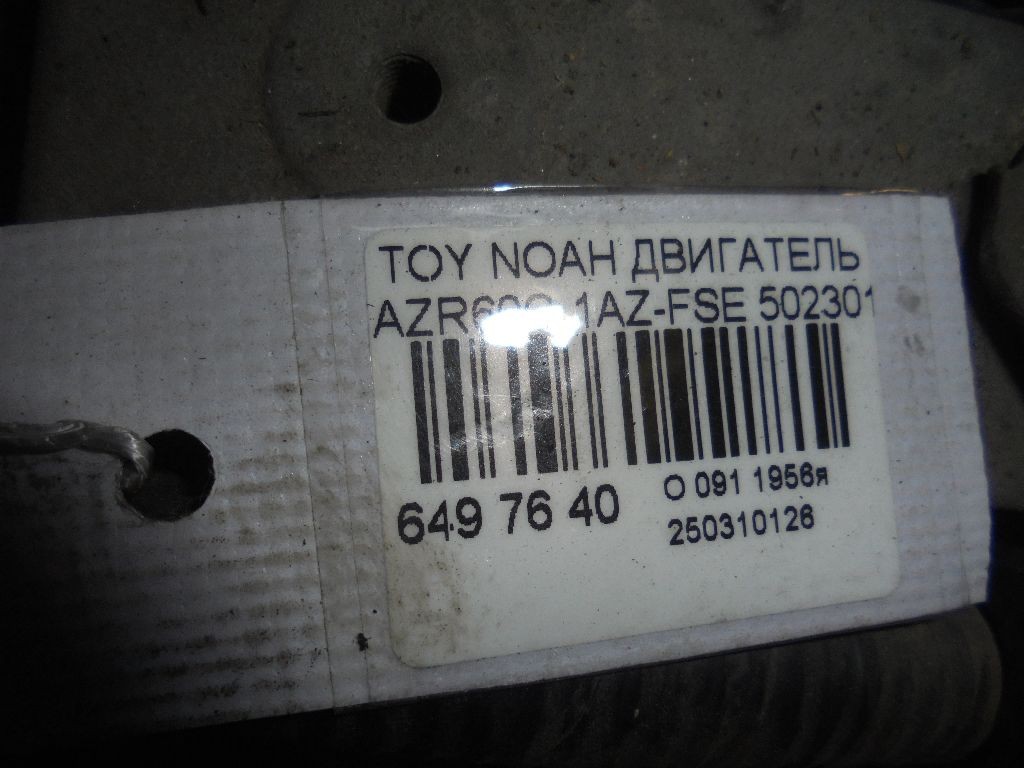 TOY NOAH ДВИГАТЕЛЬ
1AZ-FSE 502301
649 76 40
О 091 1956я
250310126